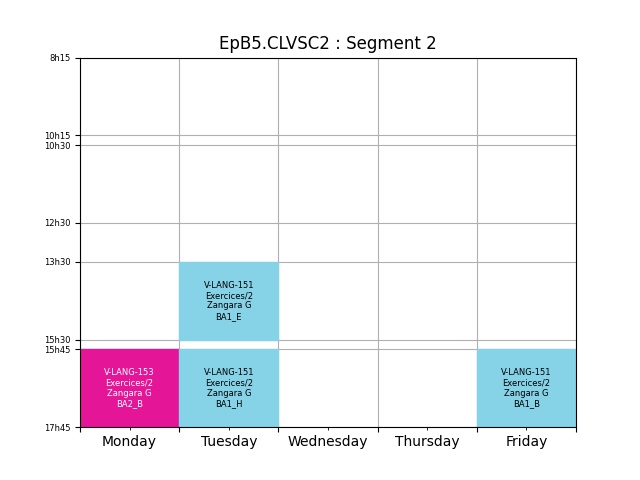 EpB5.CLVSC2 : Segment 2
8h15
10h15
10h30
12h30
13h30
V-LANG-151
Exercices/2
Zangara G
BA1_E
15h30
15h45
V-LANG-153
Exercices/2
Zangara G
BA2_B
V-LANG-151
Exercices/2
Zangara G
BA1_H
V-LANG-151
Exercices/2
Zangara G
BA1_B
17h45
Monday
Tuesday
Wednesday
Thursday
Friday